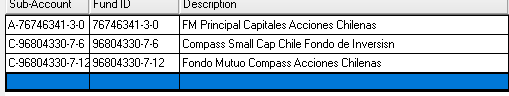 Sub-Account Fund ID Description
A-76746341-3-0 76746341-3-0 FM Principal Capitales Acciones Chilenas
C-96804330-7-6 96804330-7-6 Compass Small Cap Chile Fondo de Inversisn
C-96804330-7-12 96804330-7-12 Fondo Mutuo Compass Acciones Chilenas